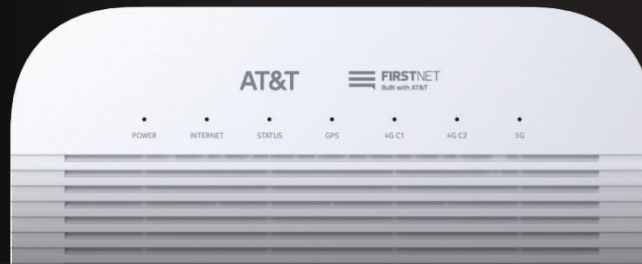 AT&T
FIRSTNET
Built with AT&T
POWER INTERNET STATUS GPS 4G C1 4G C2 5G